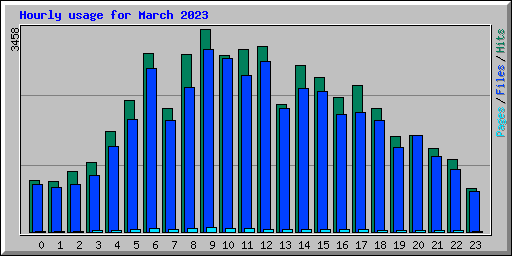 Hourly usage for March 2023
3458
Pages/Files/Hits
0 1 2 3 4 5 6 7 8 9 10 11 12 13 14 15 16 17 18 19 20 21 22 23